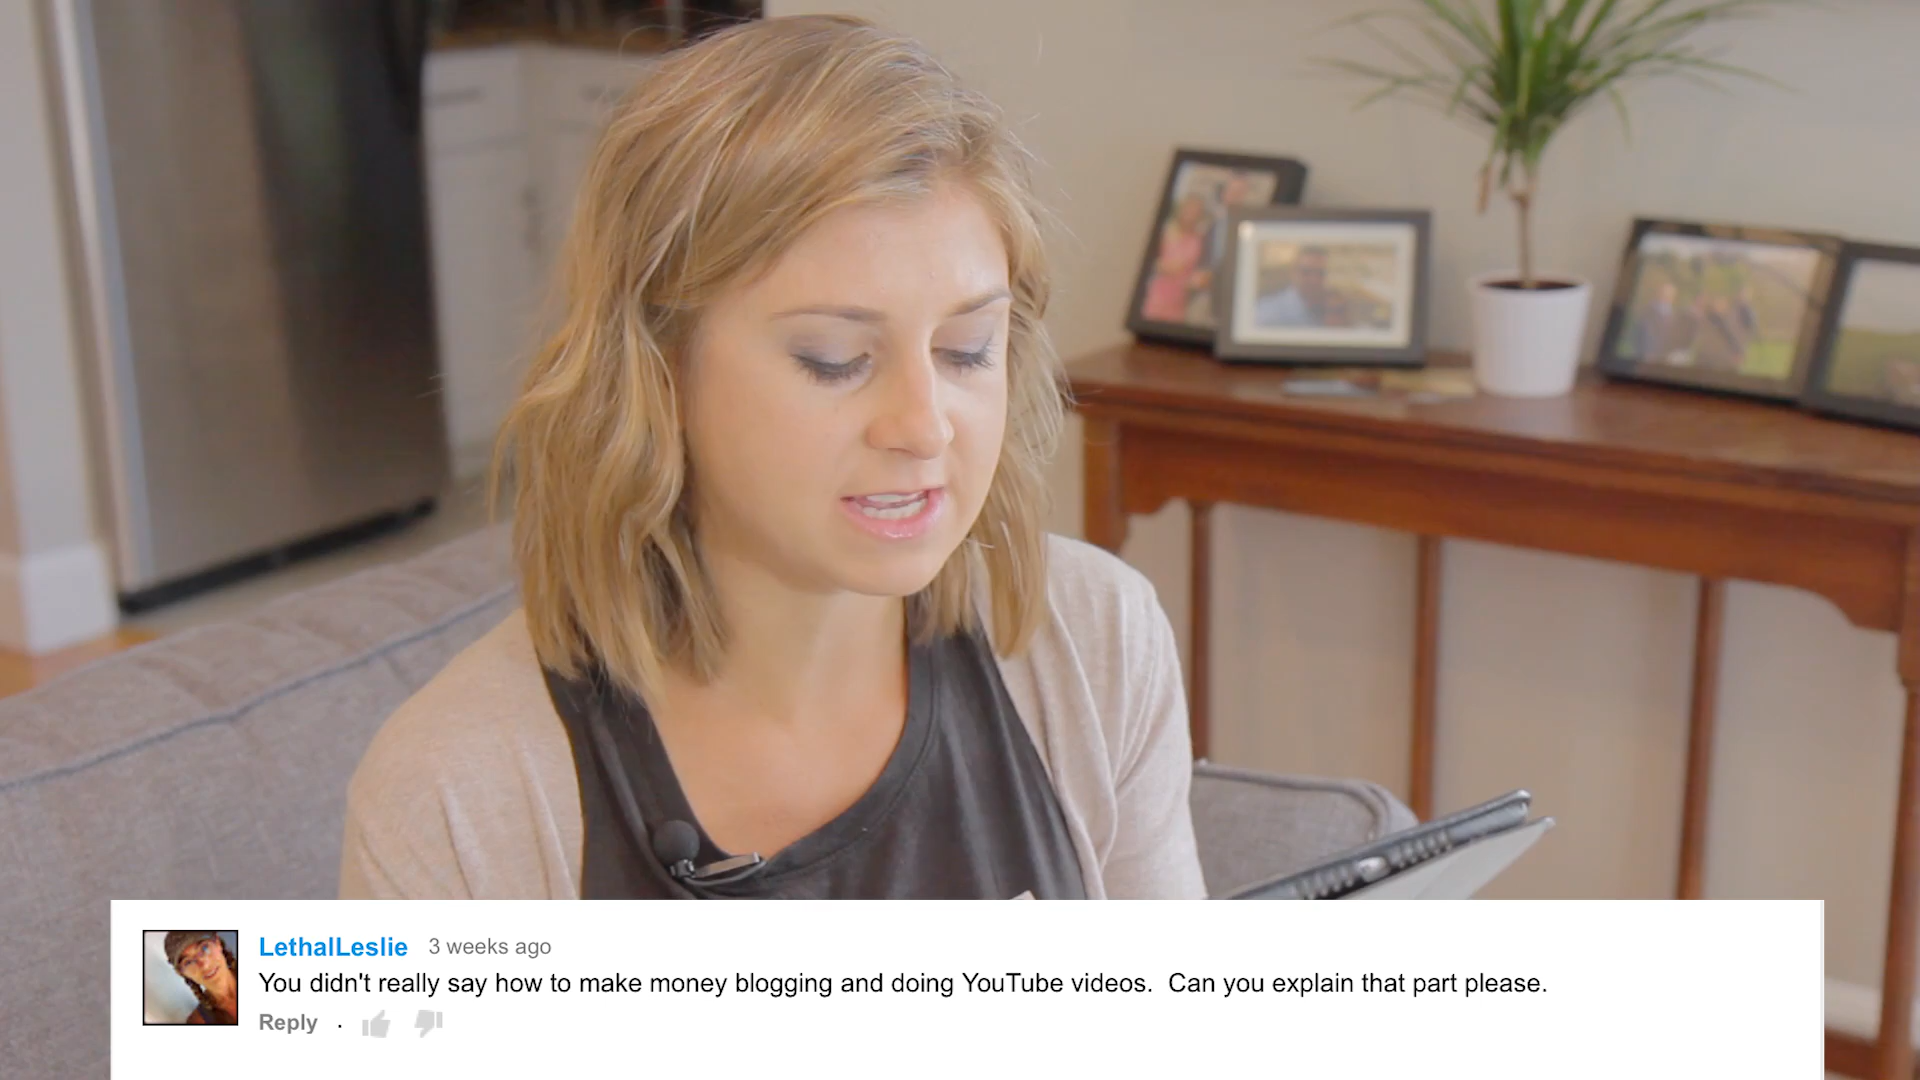 LethalLeslie 3 weeks ago
You didn't really say how to make money blogging and doing YouTube videos.  Can you explain that part please.
Reply .